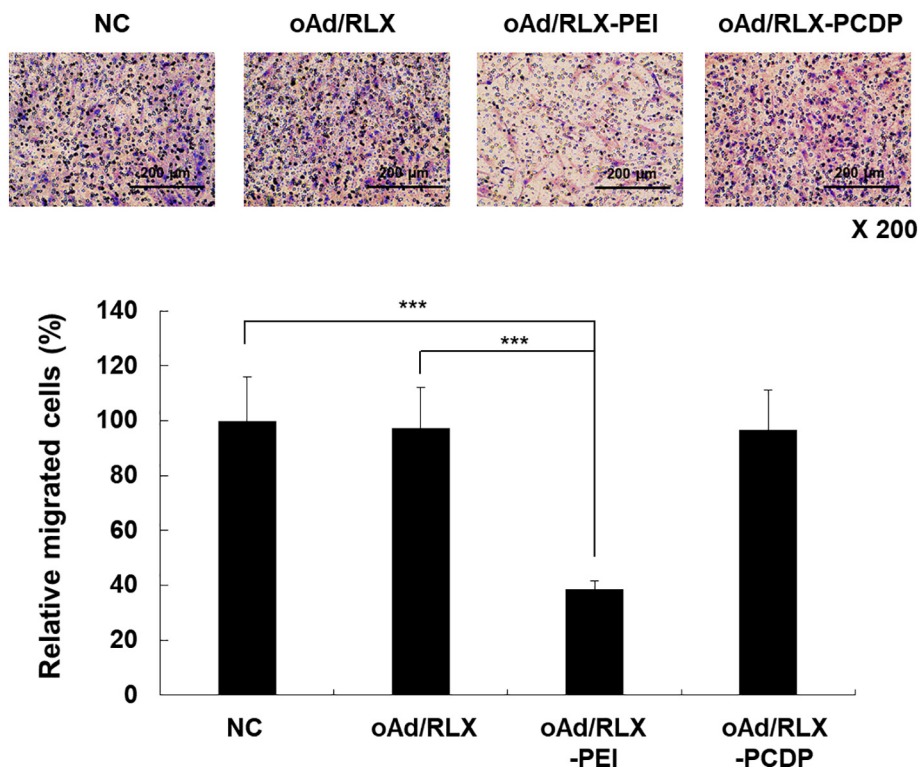 NC oAd/RLX oAd/RLX-PEI oAd/RLX-PCDP
200 µm 200 µm 200 µm 200 µm
X 200
Relative migrated cells (%)
140
120
100
80
60
40
20
0
***
***
NC oAd/RLX oAd/RLX oAd/RLX
-PEI -PCDP